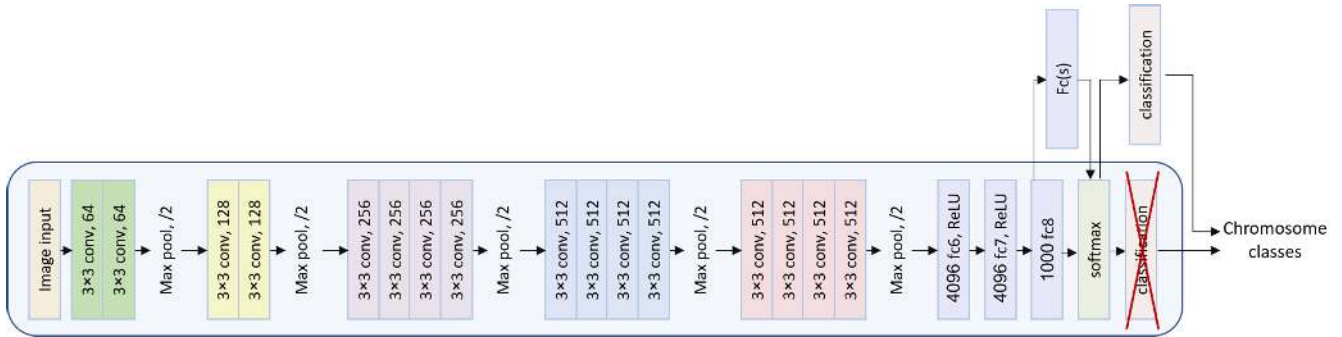 Image input
3×3 conv, 64
3×3 conv, 64
Max pool, /2
3×3 conv, 128
3×3 conv, 128
Max pool, /2
3×3 conv, 256
3×3 conv, 256
3×3 conv, 256
3×3 conv, 256
Max pool, /2
3×3 conv, 512
3×3 conv, 512
3×3 conv, 512
3×3 conv, 512
Max pool, /2
3×3 conv, 512
3×3 conv, 512
3×3 conv, 512
3×3 conv, 512
Max pool, /2
4096 fc6, ReLU
4096 fc7, ReLU
1000 fc8
Fc(s)
softmax
classification
classification
Chromosome
classes